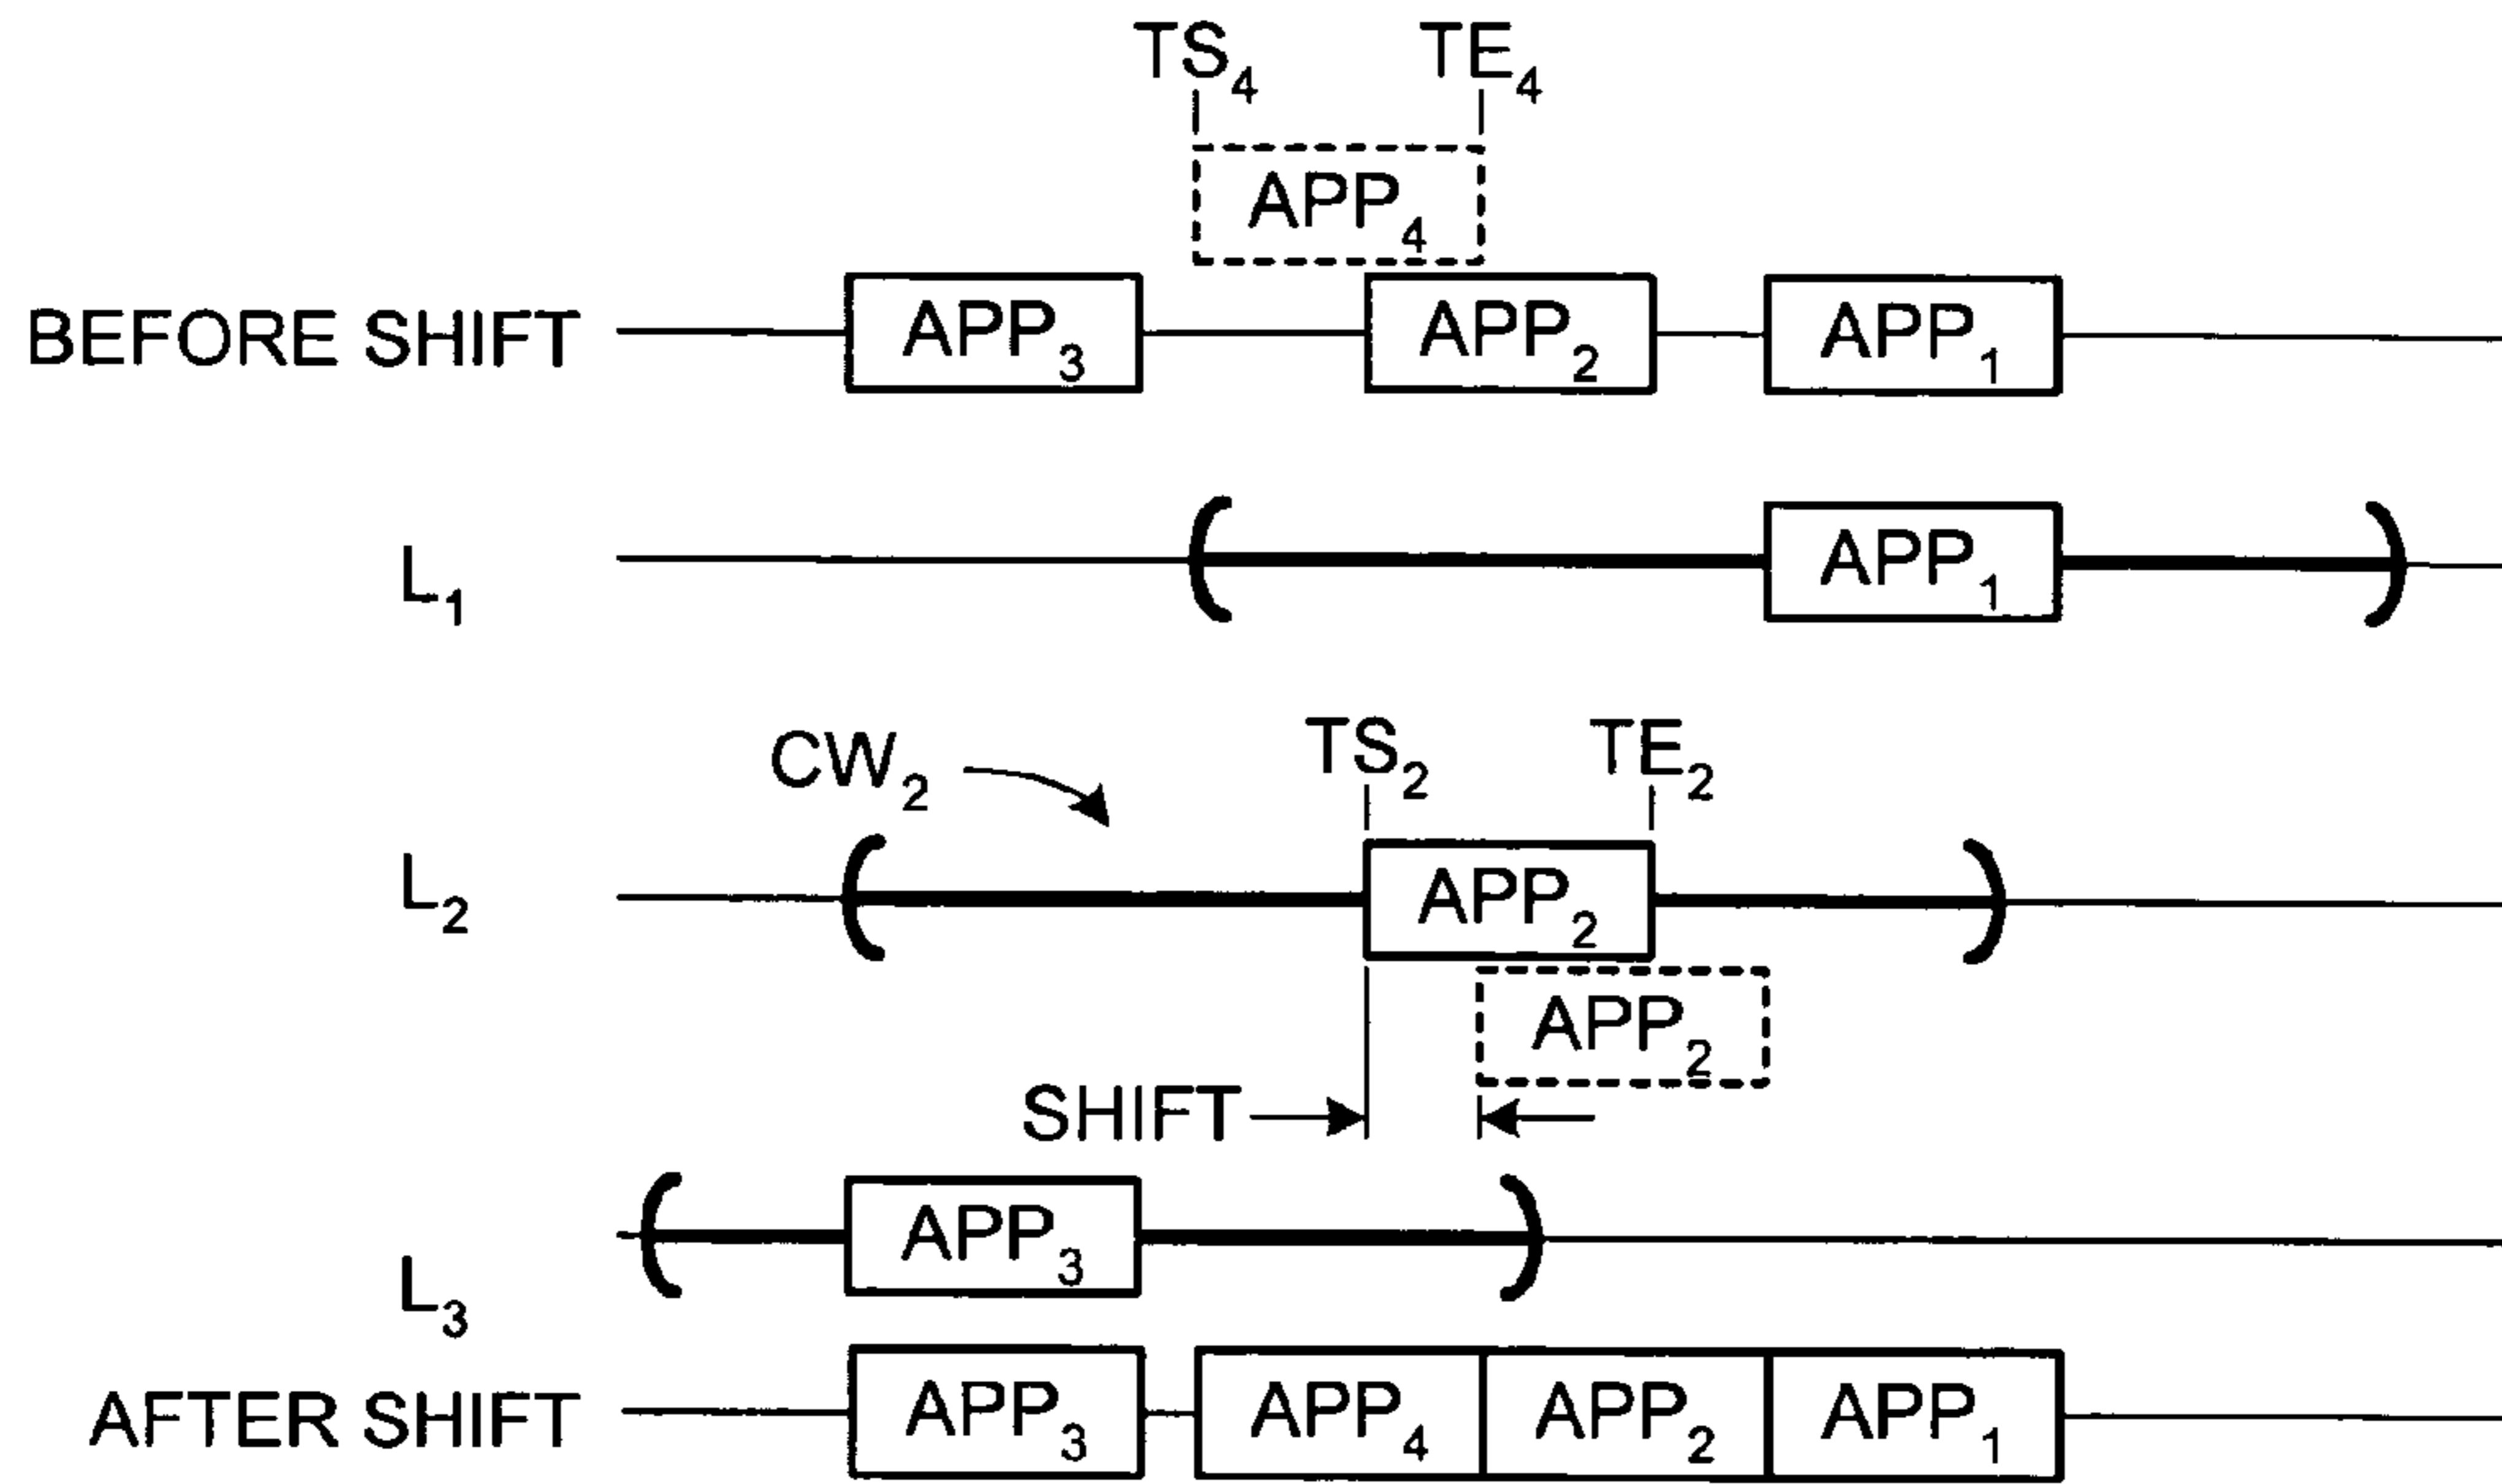 TS₄ TE₄
APP₄
BEFORE SHIFT APP₃ APP₂ APP₁
L₁ APP₁
CW₂ TS₂ TE₂
L₂ APP₂
APP₂
SHIFT
L₃ APP₃
AFTER SHIFT APP₃ APP₄ APP₂ APP₁